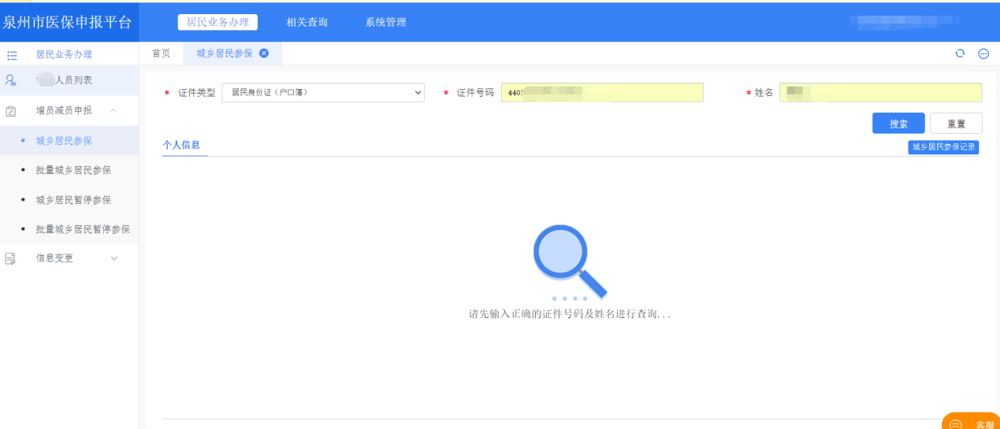 泉州市医保申报平台
居民业务办理
相关查询
系统管理
居民业务办理
首页
城乡居民参保
人员列表
* 证件类型
居民身份证（户口簿）
* 证件号码
440
* 姓名
增员减员申报
搜索
重置
城乡居民参保
个人信息
城乡居民参保记录
批量城乡居民参保
城乡居民暂停参保
批量城乡居民暂停参保
信息变更
请先输入正确的证件号码及姓名进行查询...
客服